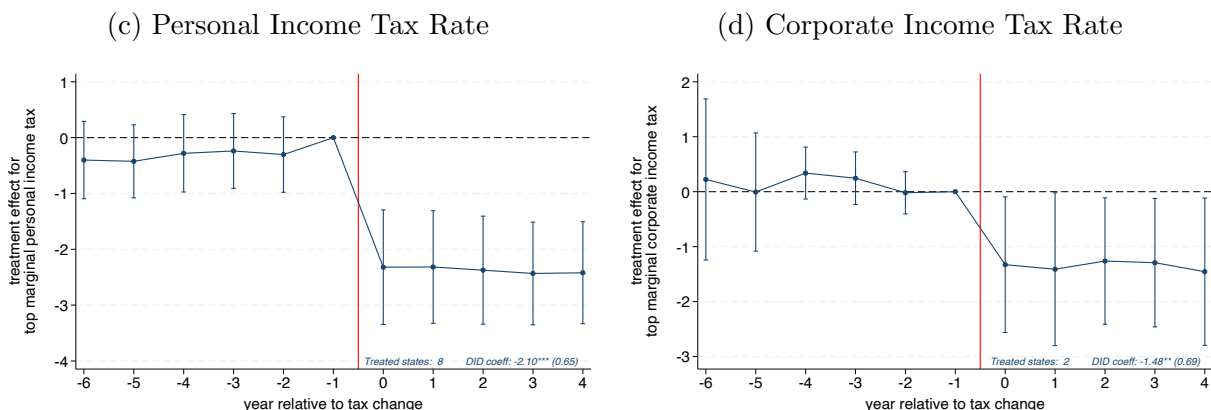 (c) Personal Income Tax Rate
treatment effect for
top marginal personal income tax
1
0
-1
-2
-3
-4
Treated states: 8 DID coeff: -2.10*** (0.65)
-6 -5 -4 -3 -2 -1 0 1 2 3 4
year relative to tax change
(d) Corporate Income Tax Rate
treatment effect for
top marginal corporate income tax
2
1
0
-1
-2
-3
Treated states: 2 DID coeff: -1.48** (0.69)
-6 -5 -4 -3 -2 -1 0 1 2 3 4
year relative to tax change